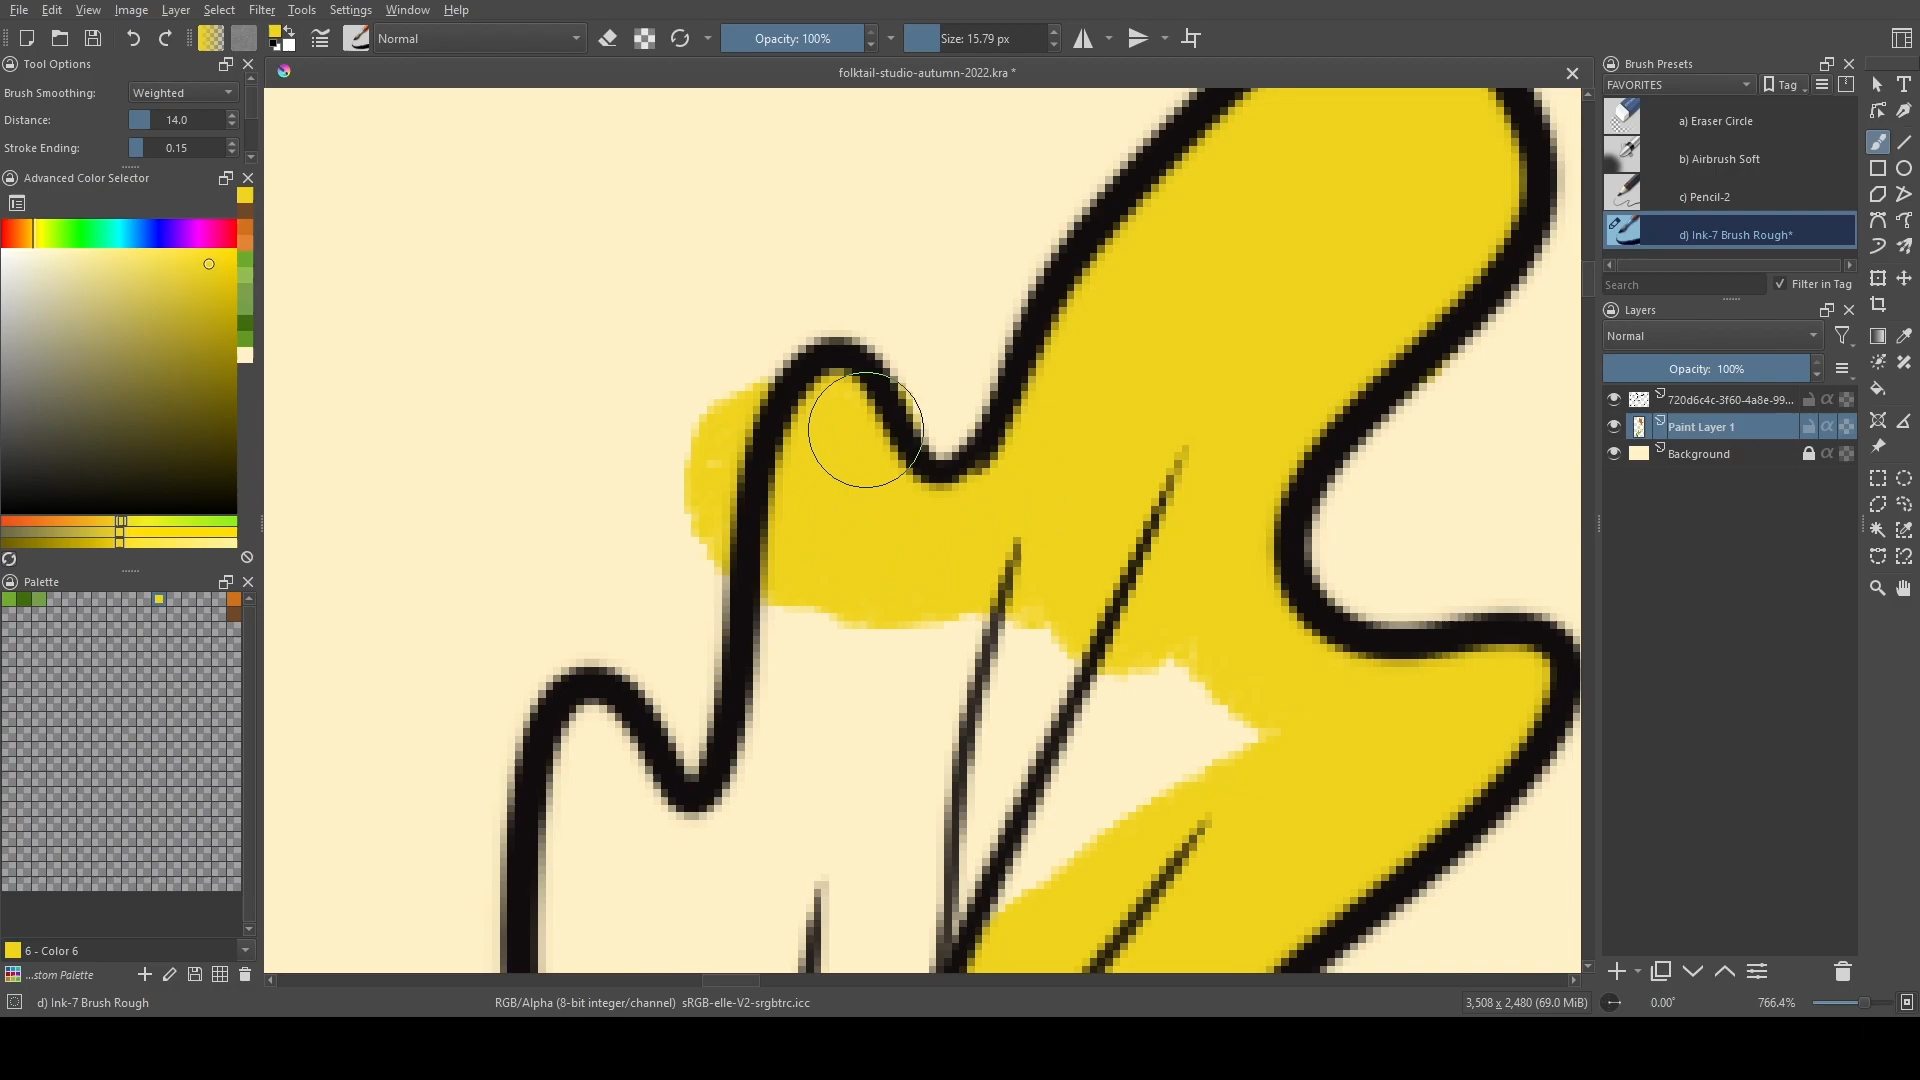 File Edit View Image Layer Select Filter Tools Settings Window Help
Normal
Opacity: 100%
Size: 15.79 px
Tool Options
folktail-studio-autumn-2022.kra *
Brush Presets
Brush Smoothing: Weighted
FAVORITES
Tag
Distance: 14.0
a) Eraser Circle
Stroke Ending: 0.15
b) Airbrush Soft
Advanced Color Selector
c) Pencil-2
d) Ink-7 Brush Rough*
Search
Filter in Tag
Layers
Normal
Opacity: 100%
720d6c4c-3f60-4a8e-99...
Paint Layer 1
Background
Palette
6 - Color 6
...stom Palette
d) Ink-7 Brush Rough
RGB/Alpha (8-bit integer/channel) sRGB-elle-V2-srgbtrc.icc
3,508 x 2,480 (69.0 MiB)
0.00°
766.4%